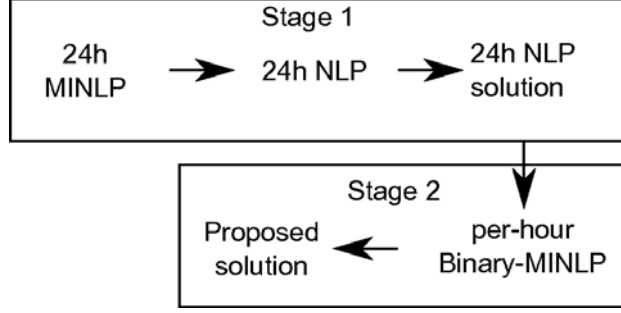 Stage 1
24h
MINLP
24h NLP
24h NLP
solution
Stage 2
per-hour
Binary-MINLP
Proposed
solution